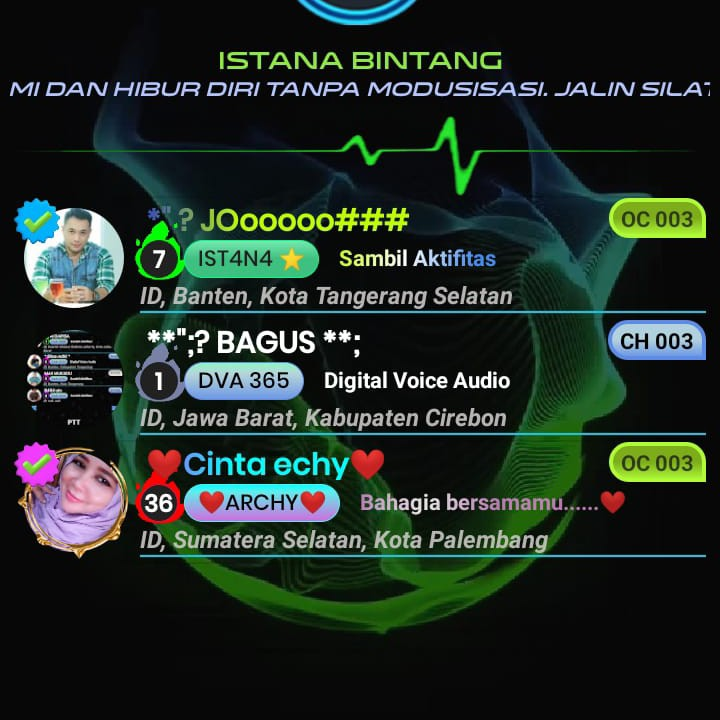 ISTANA BINTANG
MI DAN HIBUR DIRI TANPA MODUSISASI. JALIN SILAT
*" ? JOooooo###
OC 003
7
IST4N4 ⭐
Sambil Aktifitas
ID, Banten, Kota Tangerang Selatan
**";? BAGUS **;
CH 003
1
DVA 365
Digital Voice Audio
ID, Jawa Barat, Kabupaten Cirebon
PTT
❤️Cinta echy❤️
OC 003
36
❤️ARCHY❤️
Bahagia bersamamu......❤️
ID, Sumatera Selatan, Kota Palembang